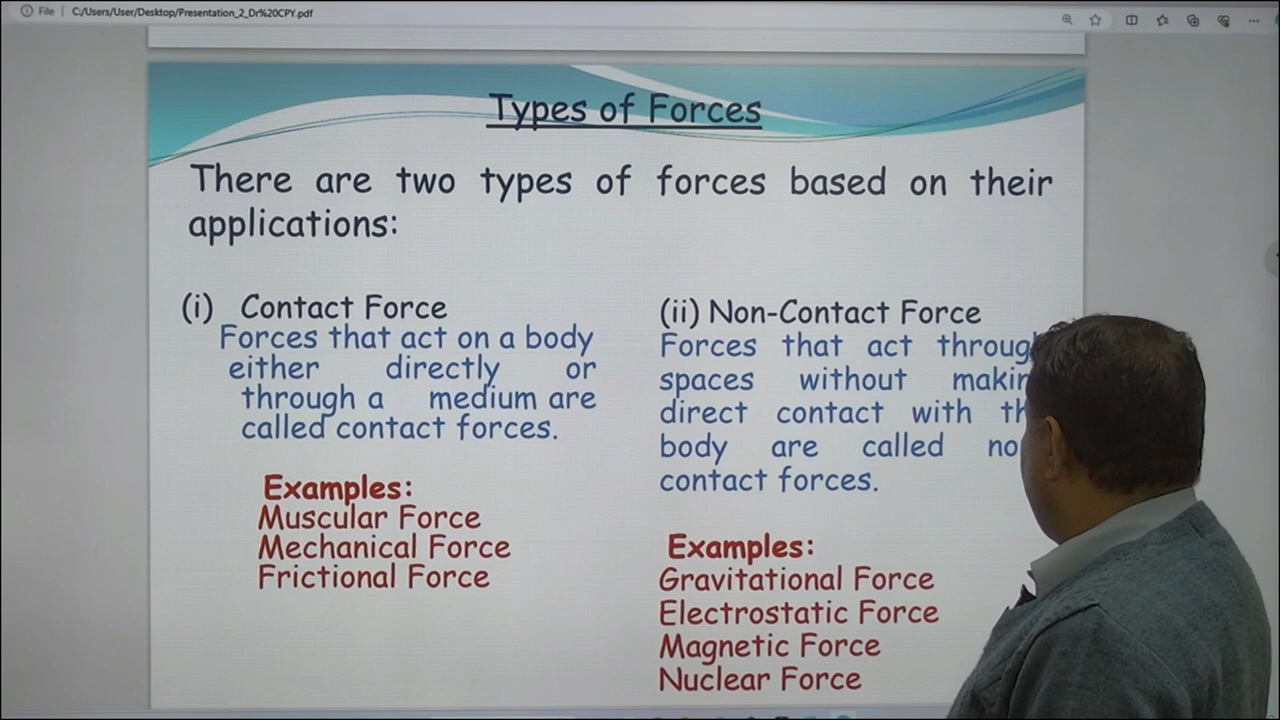 File
C:/Users/User/Desktop/Presentation_2_Dr%20CPY.pdf
Types of Forces
There are two types of forces based on their
applications:
(i) Contact Force
Forces that act on a body
either directly or
through a medium are
called contact forces.
Examples:
Muscular Force
Mechanical Force
Frictional Force
(ii) Non-Contact Force
Forces that act
spaces without
direct contact with
body are called
contact forces.
Examples:
Gravitational Force
Electrostatic Force
Magnetic Force
Nuclear Force